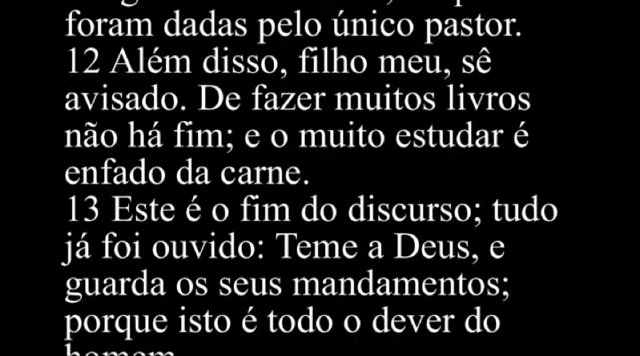 foram dadas pelo único pastor.
12 Além disso, filho meu, sê
avisado. De fazer muitos livros
não há fim; e o muito estudar é
enfado da carne.
13 Este é o fim do discurso; tudo
já foi ouvido: Teme a Deus, e
guarda os seus mandamentos;
porque isto é todo o dever do
homem.